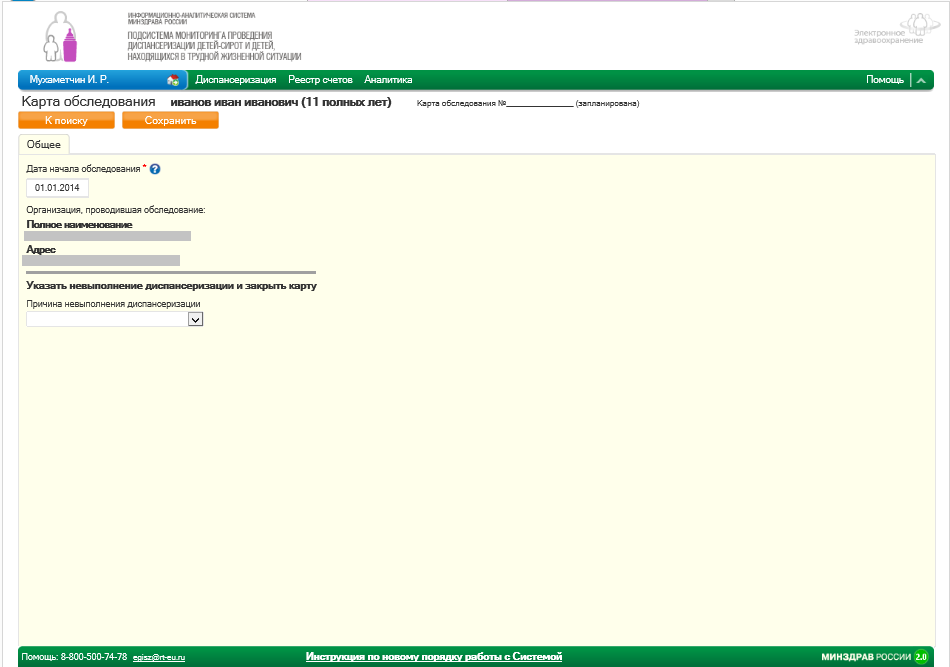 ИНФОРМАЦИОННО-АНАЛИТИЧЕСКАЯ СИСТЕМА
МИНЗДРАВА РОССИИ
ПОДСИСТЕМА МОНИТОРИНГА ПРОВЕДЕНИЯ
ДИСПАНСЕРИЗАЦИИ ДЕТЕЙ-СИРОТ И ДЕТЕЙ,
НАХОДЯЩИХСЯ В ТРУДНОЙ ЖИЗНЕННОЙ СИТУАЦИИ
Электронное
здравоохранение
Мухаметчин И. Р. Диспансеризация Реестр счетов Аналитика Помощь
Карта обследования иванов иван иванович (11 полных лет) Карта обследования №_______________ (запланирована)
К поиску Сохранить
Общее
Дата начала обследования * ?
01.01.2014
Организация, проводившая обследование:
Полное наименование
Адрес
Указать невыполнение диспансеризации и закрыть карту
Причина невыполнения диспансеризации
Помощь: 8-800-500-74-78 egisz@rt-eu.ru Инструкция по новому порядку работы с Системой МИНЗДРАВ РОССИИ 2.0